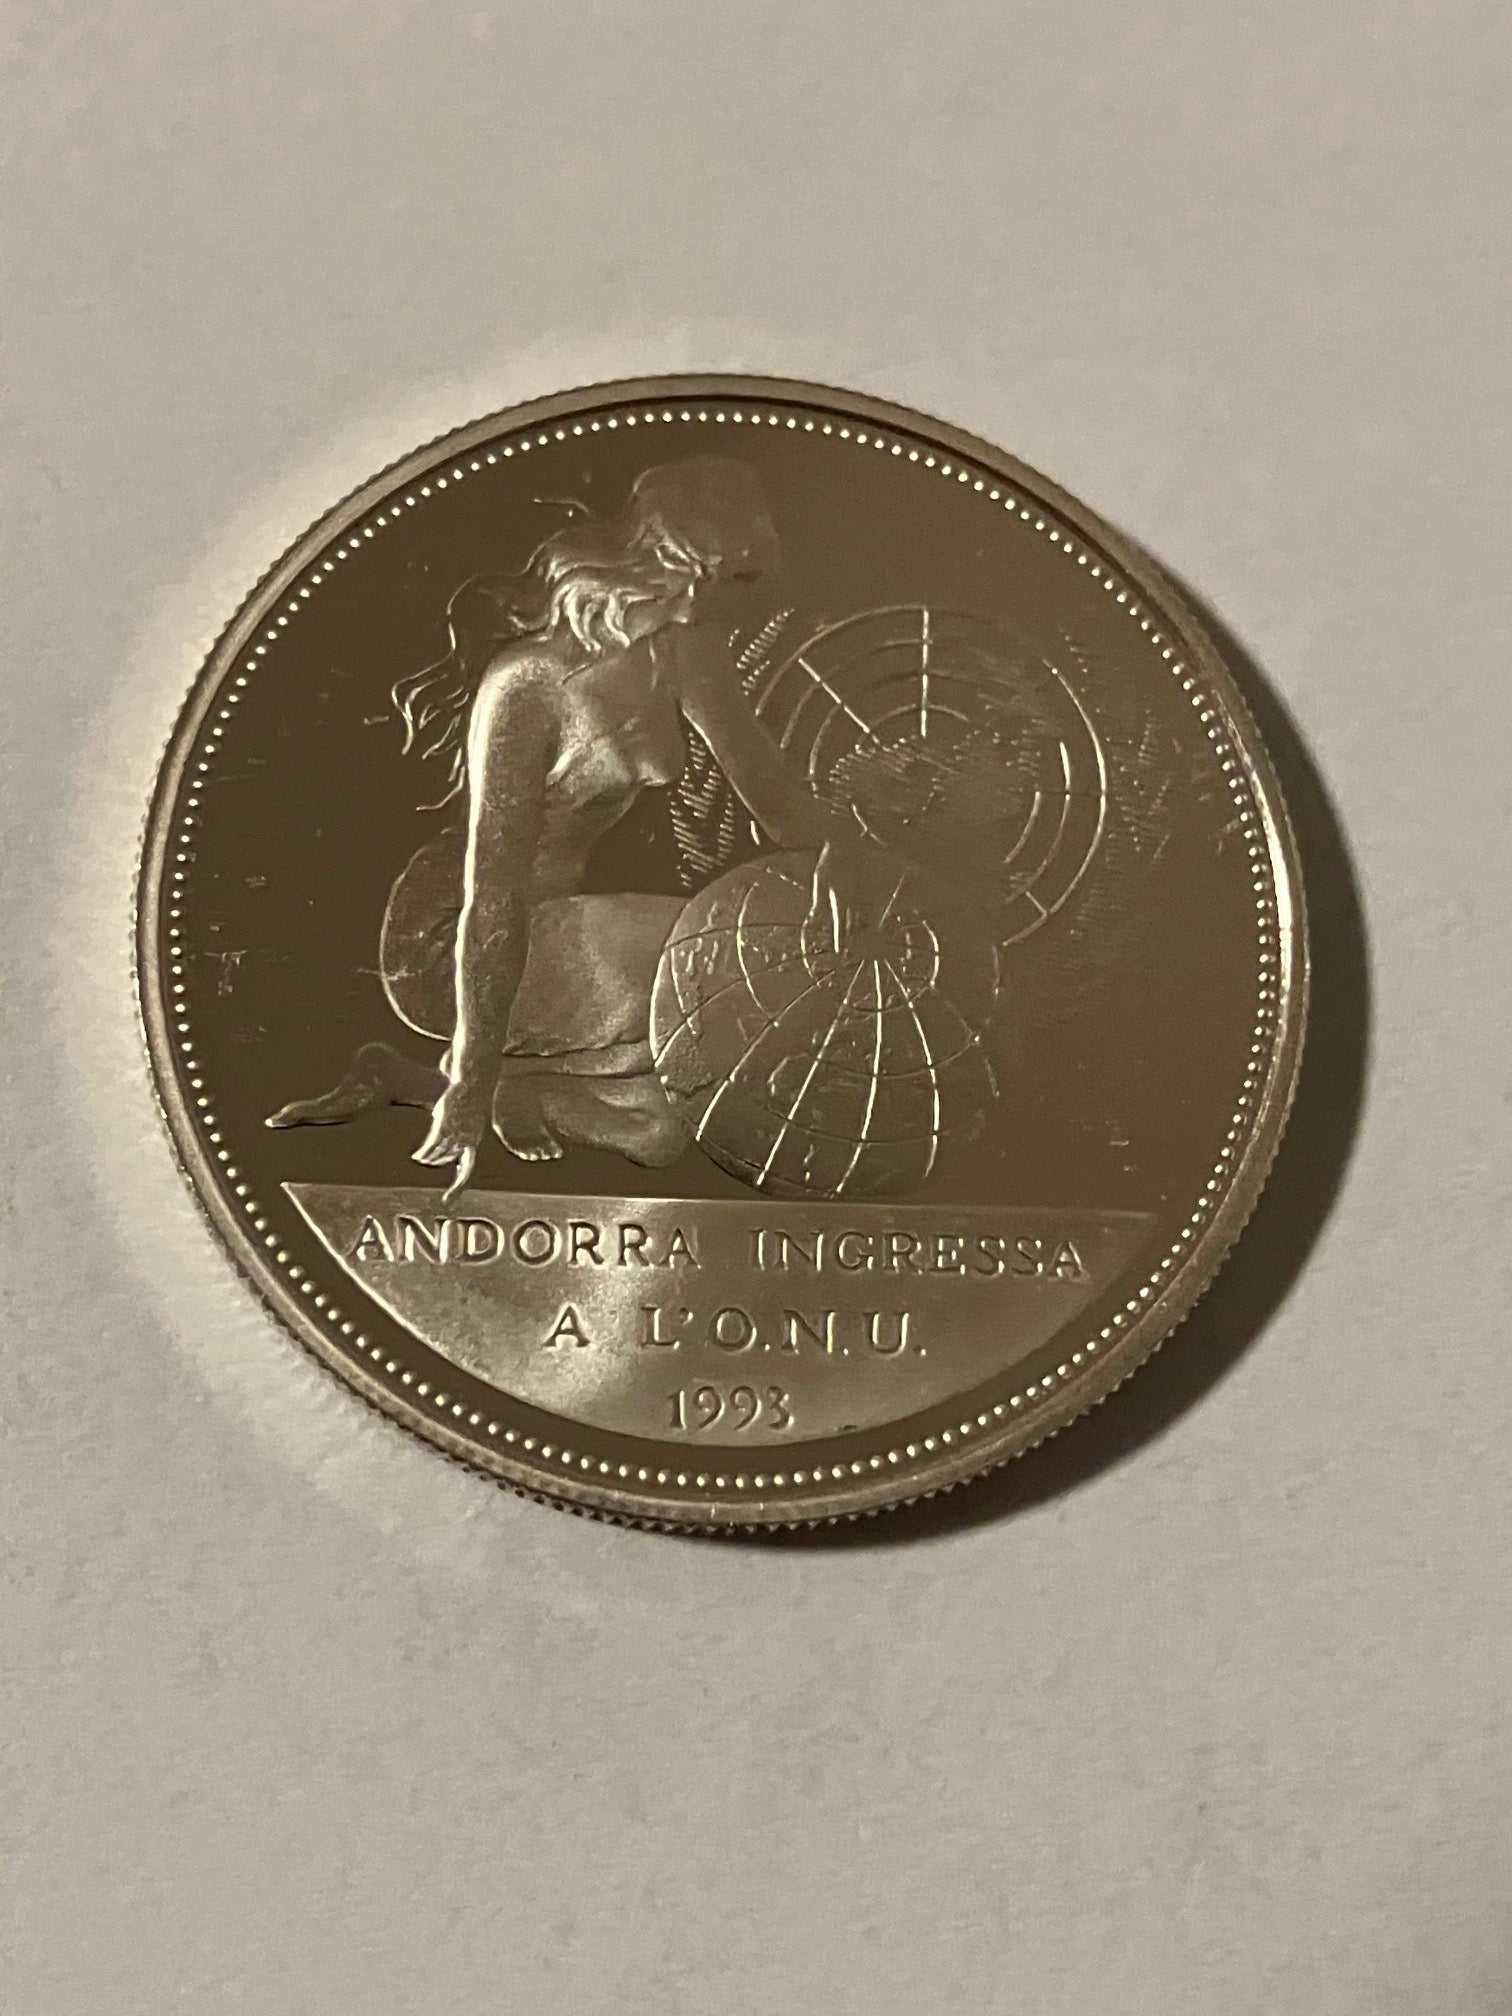 ANDORRA INGRESSA
A L'O.N.U.
1993